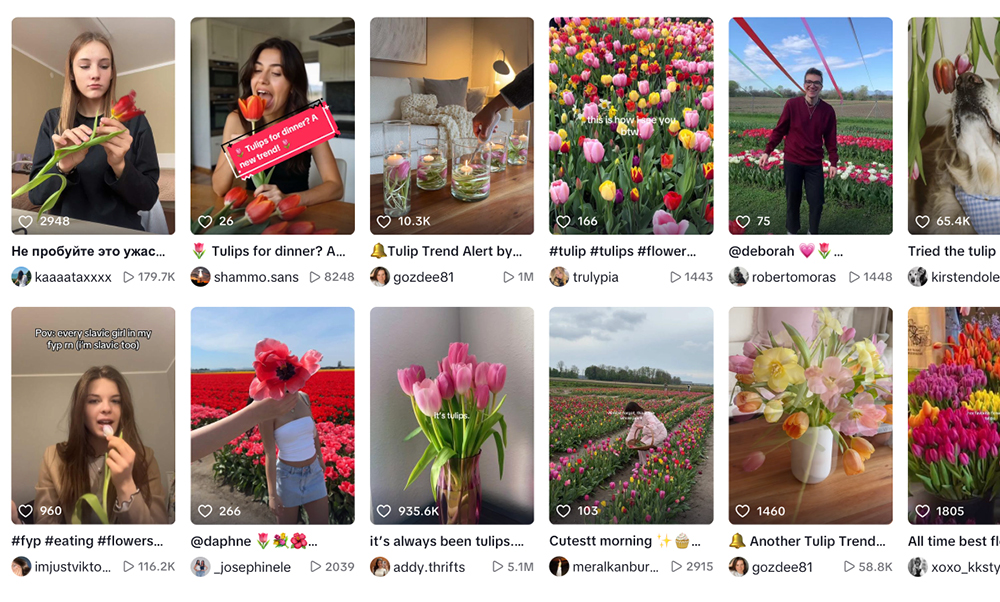 🌷 Tulips for dinner? A
new trend! 🌷
this is how I see you
btw.
2948
26
10.3K
166
75
65.4K
Не пробуйте это ужас...
🌷 Tulips for dinner? A...
🔔Tulip Trend Alert by...
#tulip #tulips #flower...
@deborah 💗🌷...
Tried the tulip
kaaaataxxxx
179.7K
shammo.sans
8248
gozdee81
1M
trulypia
1443
robertomoras
1448
kirstendole
Pov: every slavic girl in my
fyp rn (i'm slavic too)
it's tulips.
960
266
935.6K
103
1460
1805
#fyp #eating #flowers...
@daphne 🌷💐🌺...
it's always been tulips....
Cutestt morning ✨🧁...
🔔 Another Tulip Trend...
All time best fl
imjustvikto...
116.2K
_josephinele
2039
addy.thrifts
5.1M
meralkanbur...
2915
gozdee81
58.8K
xoxo_kksty